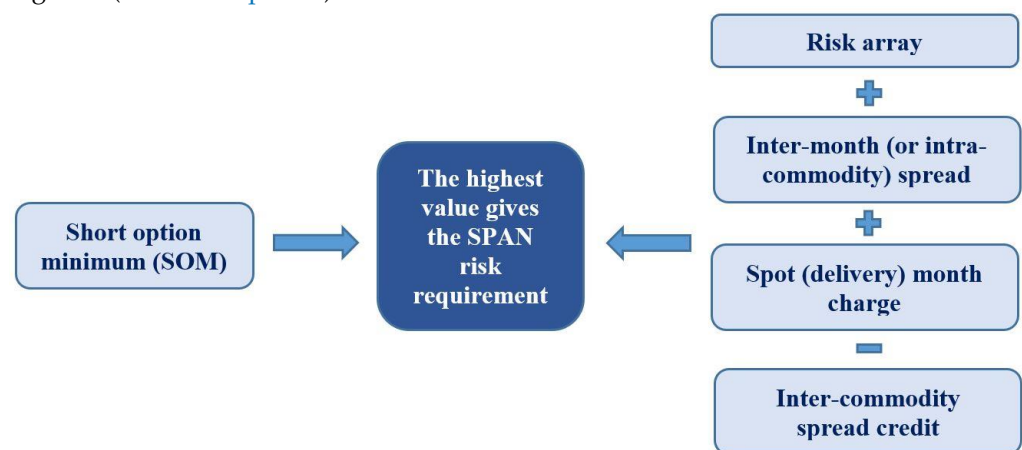 Risk array
Inter-month (or intra-
commodity) spread
The highest
value gives
the SPAN
risk
requirement
Short option
minimum (SOM)
Spot (delivery) month
charge
Inter-commodity
spread credit